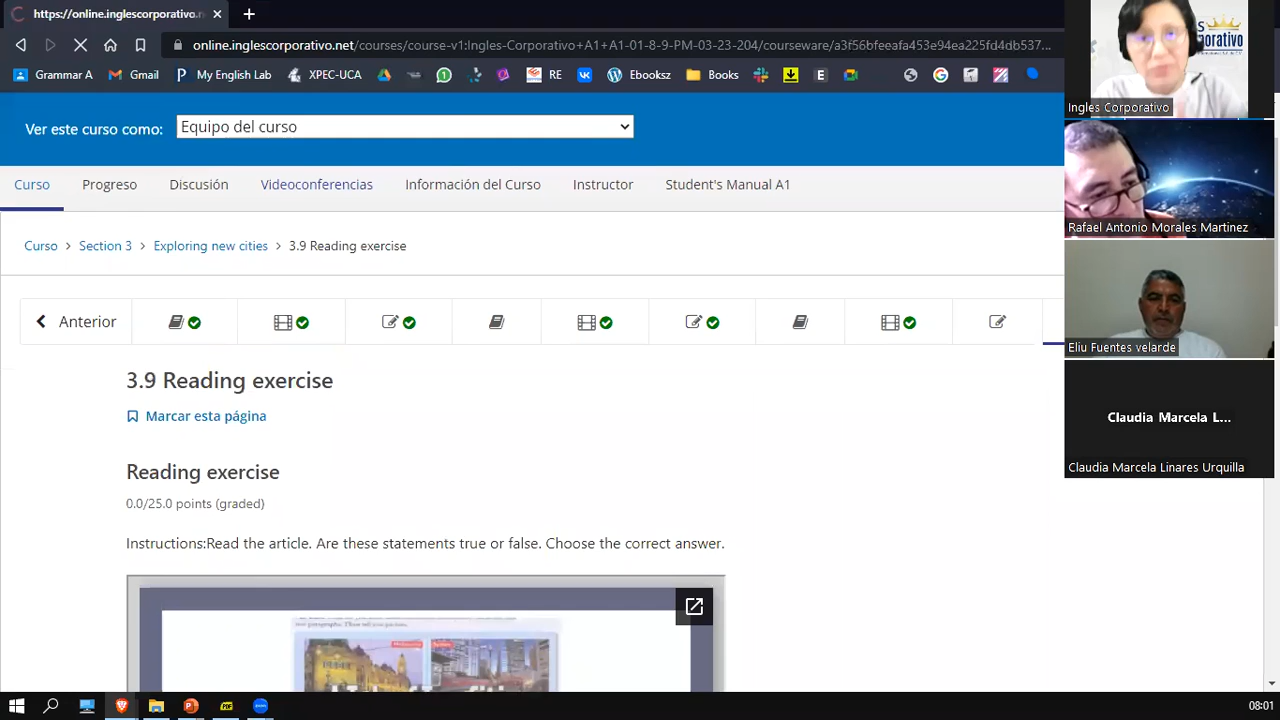 https://online.inglescorporativo.n
online.inglescorporativo.net/courses/course-v1:Ingles-Corporativo+A1+A1-01-8-9-PM-03-23-204/courseware/a3f56bfeeafa453e94ea225fd4db537...
Grammar A
Gmail
My English Lab
XPEC-UCA
RE
Ebooksz
Books
Ver este curso como:
Equipo del curso
Curso
Progreso
Discusión
Videoconferencias
Información del Curso
Instructor
Student's Manual A1
Curso > Section 3 > Exploring new cities > 3.9 Reading exercise
Anterior
3.9 Reading exercise
Marcar esta página
Reading exercise
0.0/25.0 points (graded)
Instructions:Read the article. Are these statements true or false. Choose the correct answer.
Melbourne
Ingles Corporativo
Rafael Antonio Morales Martinez
Eliu Fuentes velarde
Claudia Marcela L...
Claudia Marcela Linares Urquilla
08:01